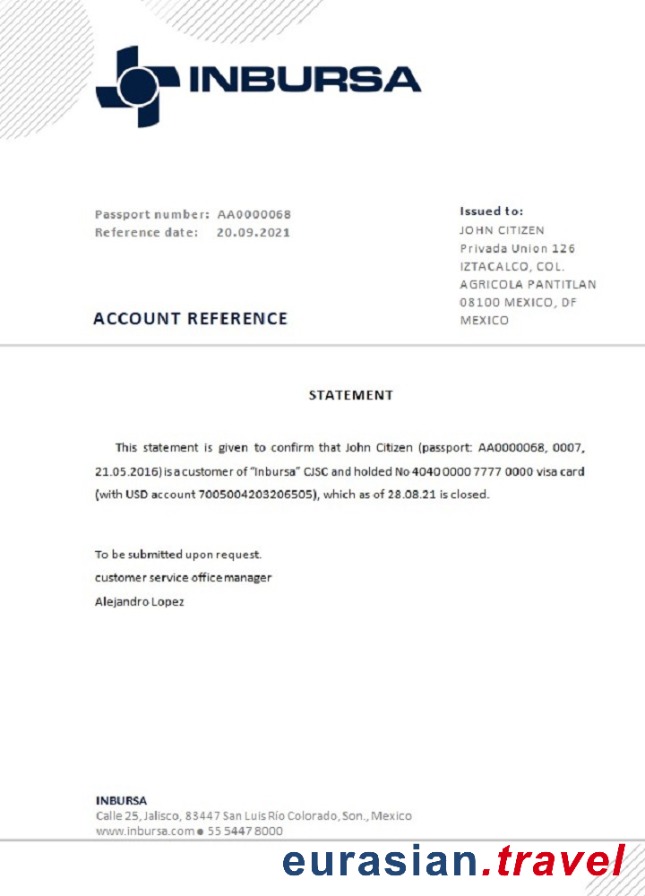 INBURSA
Passport number: AA0000068
Reference date: 20.09.2021
Issued to:
JOHN CITIZEN
Privada Union 126
IZTACALCO, COL.
AGRICOLA PANTITLAN
08100 MEXICO, DF
MEXICO
ACCOUNT REFERENCE
STATEMENT
This statement is given to confirm that John Citizen (passport: AA0000068, 0007,
21.05.2016) is a customer of "Inbursa" CJSC and holded No 4040 0000 7777 0000 visa card
(with USD account 7005004203206505), which as of 28.08.21 is closed.
To be submitted upon request.
customer service office manager
Alejandro Lopez
INBURSA
Calle 25, Jalisco, 83447 San Luis Río Colorado, Son., Mexico
www.inbursa.com ● 55 5447 8000
eurasian.travel